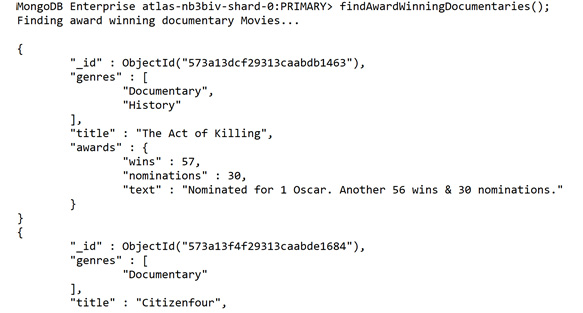 MongoDB Enterprise atlas-nb3biv-shard-0:PRIMARY> findAwardWinningDocumentaries();
Finding award winning documentary Movies...
{
"_id" : ObjectId("573a13dcf29313caabdb1463"),
"genres" : [
"Documentary",
"History"
],
"title" : "The Act of Killing",
"awards" : {
"wins" : 57,
"nominations" : 30,
"text" : "Nominated for 1 Oscar. Another 56 wins & 30 nominations."
}
}
{
"_id" : ObjectId("573a13f4f29313caabde1684"),
"genres" : [
"Documentary"
],
"title" : "Citizenfour",